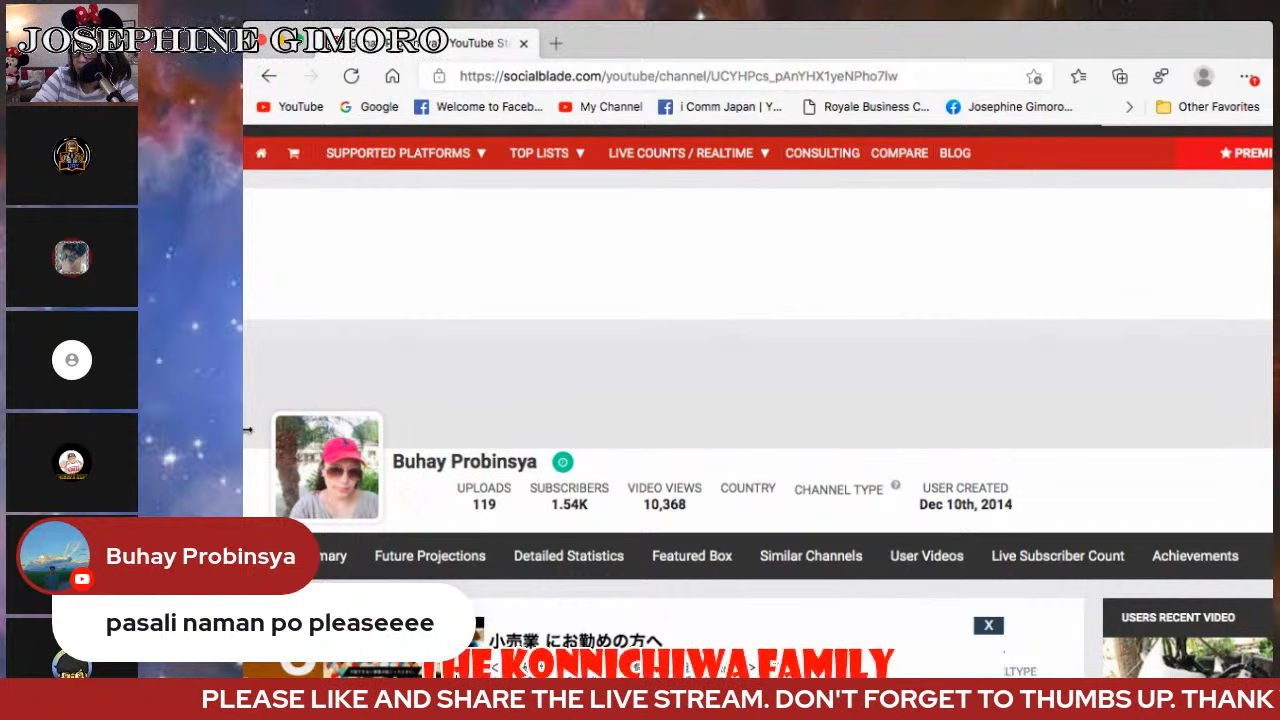 JOSEPHINE GIMORO
YouTube St
https://socialblade.com/youtube/channel/UCYHPcs_pAnYHX1yeNPho7lw
YouTube
Google
Welcome to Faceb...
My Channel
i Comm Japan | Y...
Royale Business C...
Josephine Gimoro...
Other Favorites
SUPPORTED PLATFORMS ▼
TOP LISTS ▼
LIVE COUNTS / REALTIME ▼
CONSULTING
COMPARE
BLOG
★ PREMI
Buhay Probinsya
UPLOADS
119
SUBSCRIBERS
1.54K
VIDEO VIEWS
10,368
COUNTRY
CHANNEL TYPE
USER CREATED
Dec 10th, 2014
mary
Future Projections
Detailed Statistics
Featured Box
Similar Channels
User Videos
Live Subscriber Count
Achievements
Buhay Probinsya
pasali naman po pleaseeee
USERS RECENT VIDEO
小売業 にお勤めの方へ
X
THE KONNICHIWA FAMILY
LTYPE
PLEASE LIKE AND SHARE THE LIVE STREAM. DON'T FORGET TO THUMBS UP. THANK